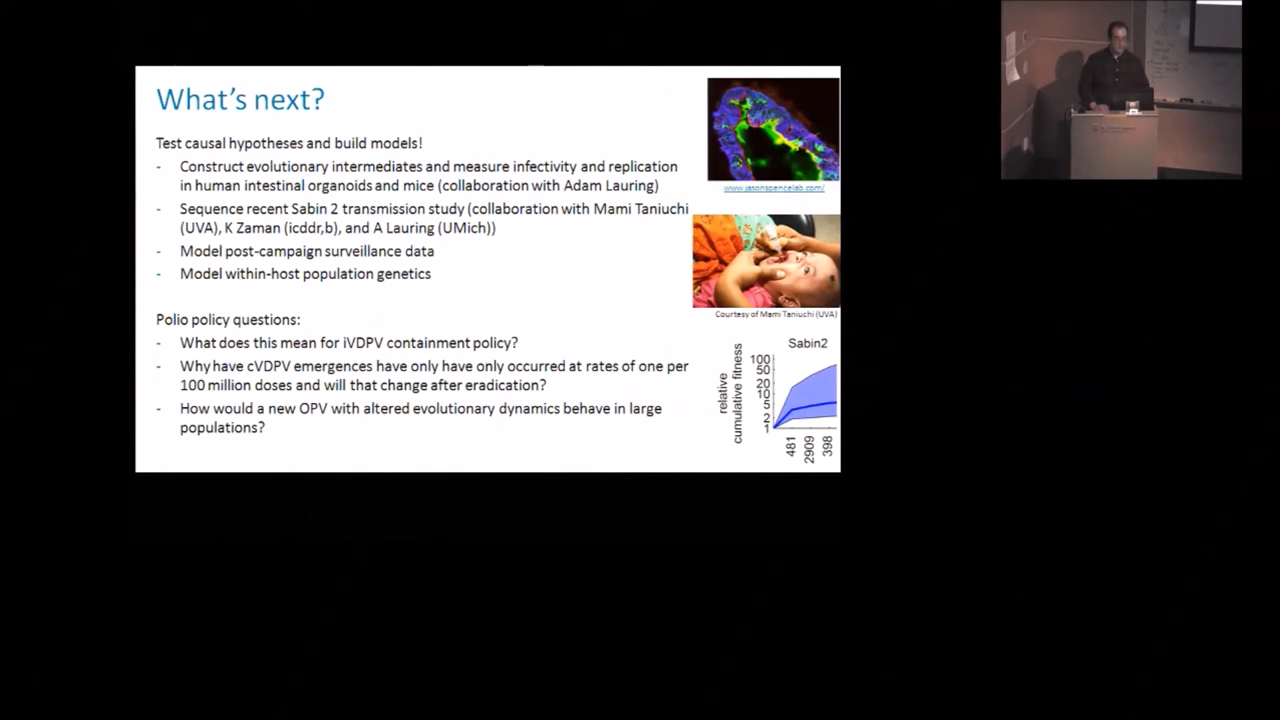 What's next?
Test causal hypotheses and build models!
- Construct evolutionary intermediates and measure infectivity and replication
in human intestinal organoids and mice (collaboration with Adam Lauring)
- Sequence recent Sabin 2 transmission study (collaboration with Mami Taniuchi
(UVA), K Zaman (icddr,b), and A Lauring (UMich))
- Model post-campaign surveillance data
- Model within-host population genetics
Polio policy questions:
- What does this mean for iVDPV containment policy?
- Why have cVDPV emergences have only have only occurred at rates of one per
100 million doses and will that change after eradication?
- How would a new OPV with altered evolutionary dynamics behave in large
populations?
www.jasonspencelab.com/
Courtesy of Mami Taniuchi (UVA)
Sabin2
relative
cumulative fitness
100
50
20
10
5
2
1
481
2909
398